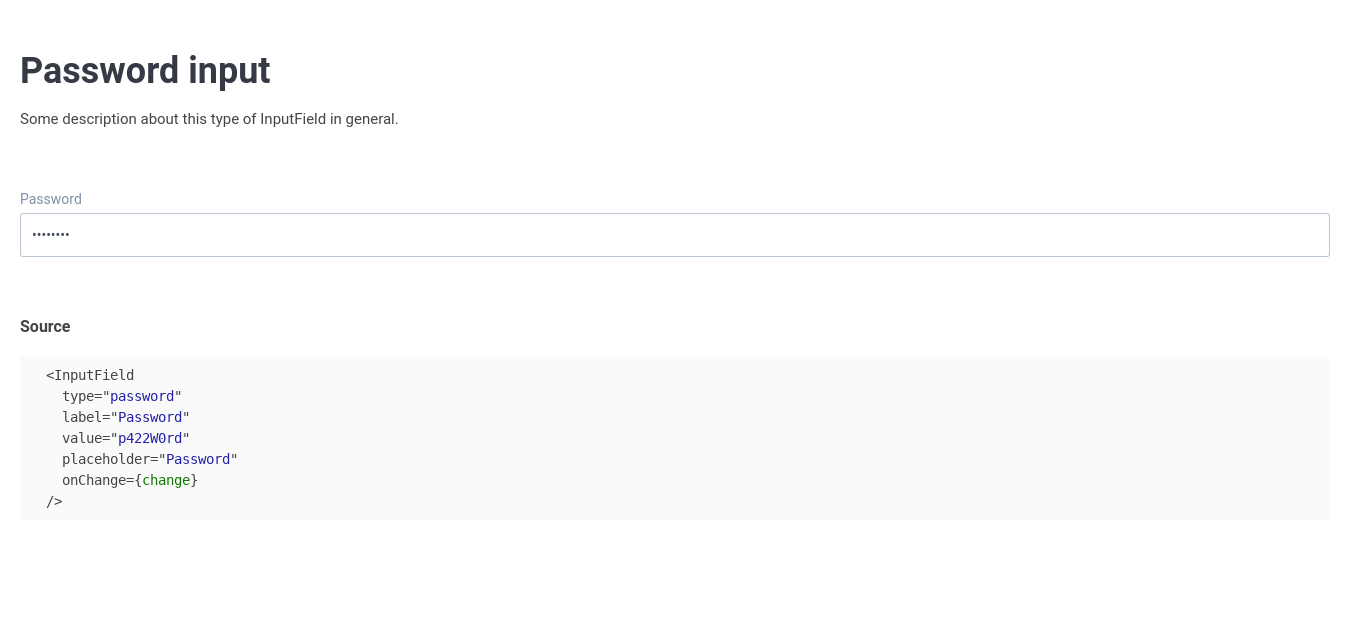 Password input
Some description about this type of InputField in general.
Password
••••••••
Source
<InputField
  type="password"
  label="Password"
  value="p422W0rd"
  placeholder="Password"
  onChange={change}
/>